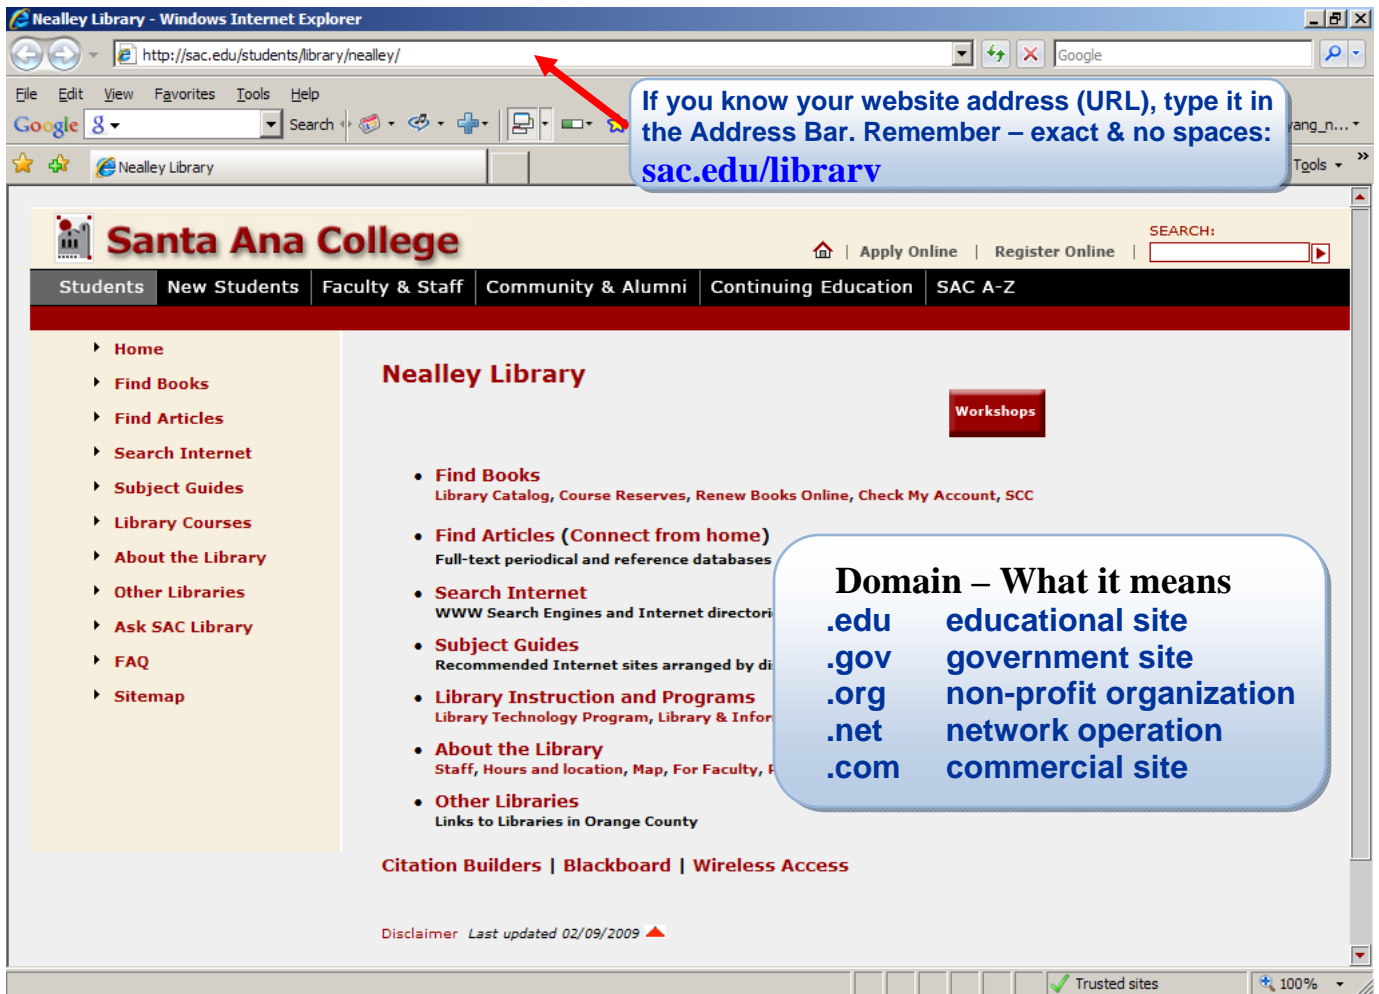 Nealley Library - Windows Internet Explorer
http://sac.edu/students/library/nealley/
Google
File Edit View Favorites Tools Help
If you know your website address (URL), type it in
the Address Bar. Remember – exact & no spaces:
sac.edu/library
Google Search
yang_n...
Nealley Library
Tools
Santa Ana College
Apply Online | Register Online |
SEARCH:
Students New Students Faculty & Staff Community & Alumni Continuing Education SAC A-Z
Home
Find Books
Find Articles
Search Internet
Subject Guides
Library Courses
About the Library
Other Libraries
Ask SAC Library
FAQ
Sitemap
Nealley Library
Workshops
Find Books
Library Catalog, Course Reserves, Renew Books Online, Check My Account, SCC
Find Articles (Connect from home)
Full-text periodical and reference databases
Search Internet
WWW Search Engines and Internet directori
Subject Guides
Recommended Internet sites arranged by di
Library Instruction and Programs
Library Technology Program, Library & Infor
About the Library
Staff, Hours and location, Map, For Faculty,
Other Libraries
Links to Libraries in Orange County
Domain – What it means
.edu educational site
.gov government site
.org non-profit organization
.net network operation
.com commercial site
Citation Builders | Blackboard | Wireless Access
Disclaimer Last updated 02/09/2009
Trusted sites
100%